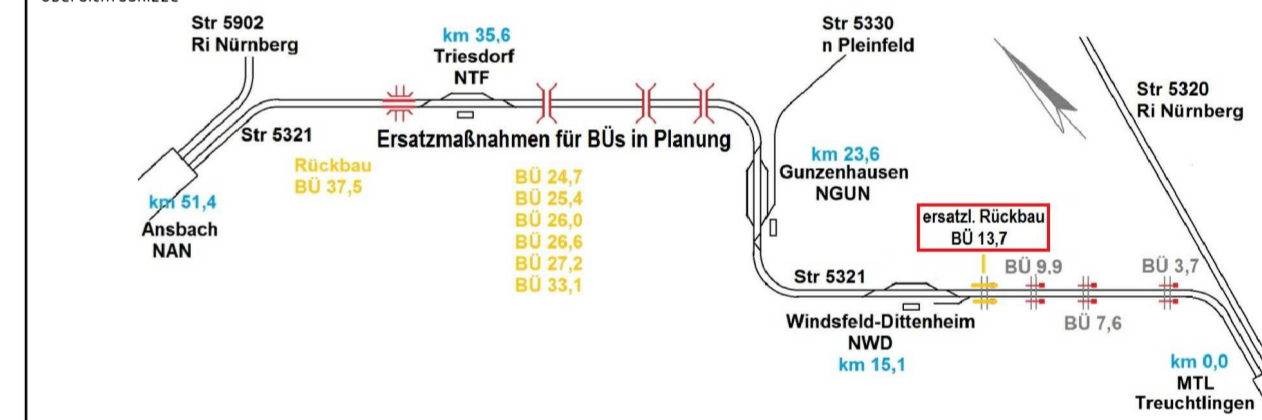 Str 5902
Ri Nürnberg
km 35,6
Triesdorf
NTF
Str 5330
n Pleinfeld
Str 5320
Ri Nürnberg
Str 5321
Ersatzmaßnahmen für BÜs in Planung
Rückbau
BÜ 37,5
km 51,4
Ansbach
NAN
BÜ 24,7
BÜ 25,4
BÜ 26,0
BÜ 26,6
BÜ 27,2
BÜ 33,1
km 23,6
Gunzenhausen
NGUN
ersatzl. Rückbau
BÜ 13,7
Str 5321
BÜ 9,9
BÜ 3,7
BÜ 7,6
Windsfeld-Dittenheim
NWD
km 15,1
km 0,0
MTL
Treuchtlingen